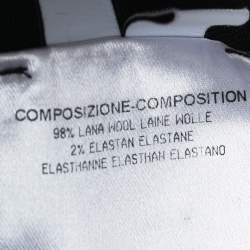 COMPOSIZIONE-COMPOSITION
98% LANA WOOL LAINE WOLLE
2% ELASTAN ELASTANE
ELASTHANNE ELASTHAN ELASTANO